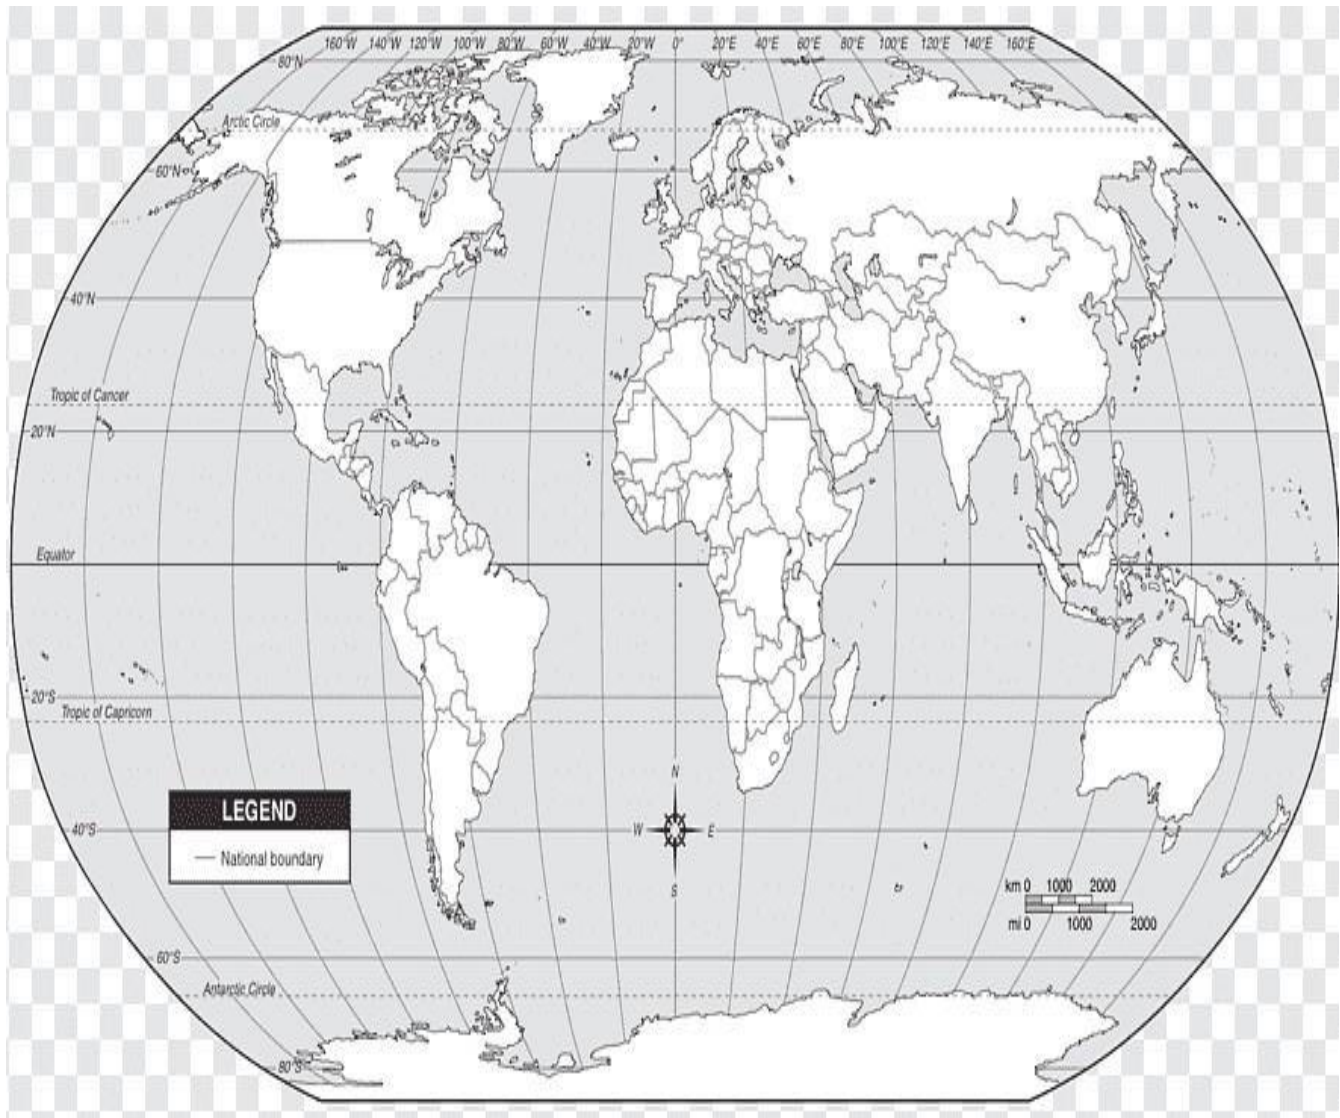 160°W 140°W 120°W 100°W 80°W 60°W 40°W 20°W 0° 20°E 40°E 60°E 80°E 100°E 120°E 140°E 160°E
80°N
Arctic Circle
60°N
40°N
Tropic of Cancer
20°N
Equator
20°S
Tropic of Capricorn
N
LEGEND
W E
40°S
National boundary
S
km 0 1000 2000
mi 0 1000 2000
60°S
Antarctic Circle
80°S